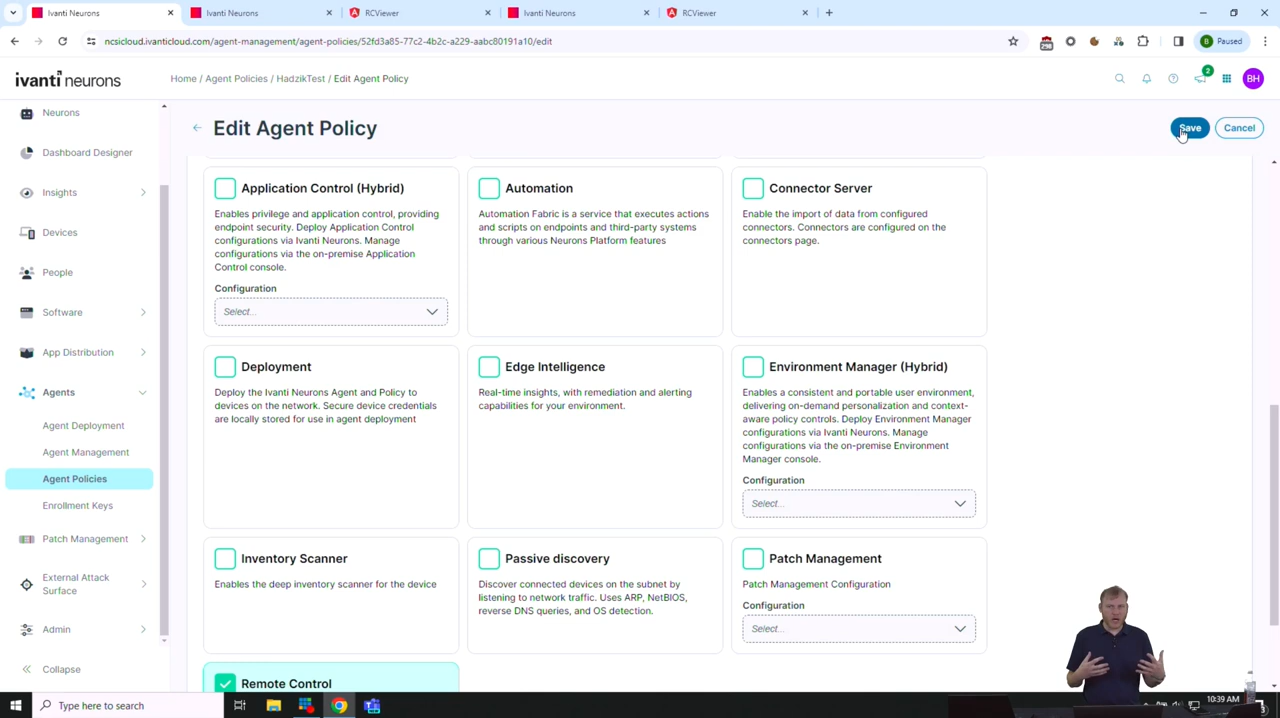 Ivanti Neurons
Ivanti Neurons
RCViewer
Ivanti Neurons
RCViewer
ncsicloud.ivanticloud.com/agent-management/agent-policies/52fd3a85-77c2-4b2c-a229-aabc80191a10/edit
298
B
Paused
ivanti neurons
Home / Agent Policies / HadzikTest / Edit Agent Policy
2
BH
Neurons
Dashboard Designer
Insights
Devices
People
Software
App Distribution
Agents
Agent Deployment
Agent Management
Agent Policies
Enrollment Keys
Patch Management
External Attack
Surface
Admin
Collapse
Edit Agent Policy
Save
Cancel
Application Control (Hybrid)
Enables privilege and application control, providing
endpoint security. Deploy Application Control
configurations via Ivanti Neurons. Manage
configurations via the on-premise Application
Control console.
Configuration
Select...
Automation
Automation Fabric is a service that executes actions
and scripts on endpoints and third-party systems
through various Neurons Platform features
Connector Server
Enable the import of data from configured
connectors. Connectors are configured on the
connectors page.
Deployment
Deploy the Ivanti Neurons Agent and Policy to
devices on the network. Secure device credentials
are locally stored for use in agent deployment
Edge Intelligence
Real-time insights, with remediation and alerting
capabilities for your environment.
Environment Manager (Hybrid)
Enables a consistent and portable user environment,
delivering on-demand personalization and context-
aware policy controls. Deploy Environment Manager
configurations via Ivanti Neurons. Manage
configurations via the on-premise Environment
Manager console.
Configuration
Select...
Inventory Scanner
Enables the deep inventory scanner for the device
Passive discovery
Discover connected devices on the subnet by
listening to network traffic. Uses ARP, NetBIOS,
reverse DNS queries, and OS detection.
Patch Management
Patch Management Configuration
Configuration
Select...
Remote Control
Type here to search
10:39 AM
3